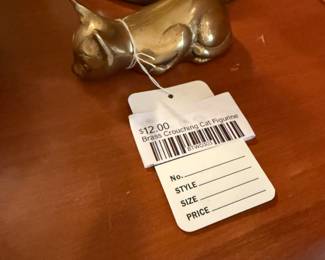 $12.00
Brass Crouching Cat Figurine
No.
STYLE
SIZE
PRICE